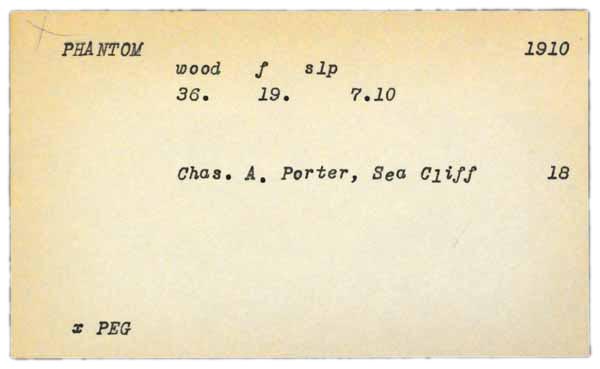 PHANTOM 1910
wood f slp
36. 19. 7.10
Chas. A. Porter, Sea Cliff 18
x PEG